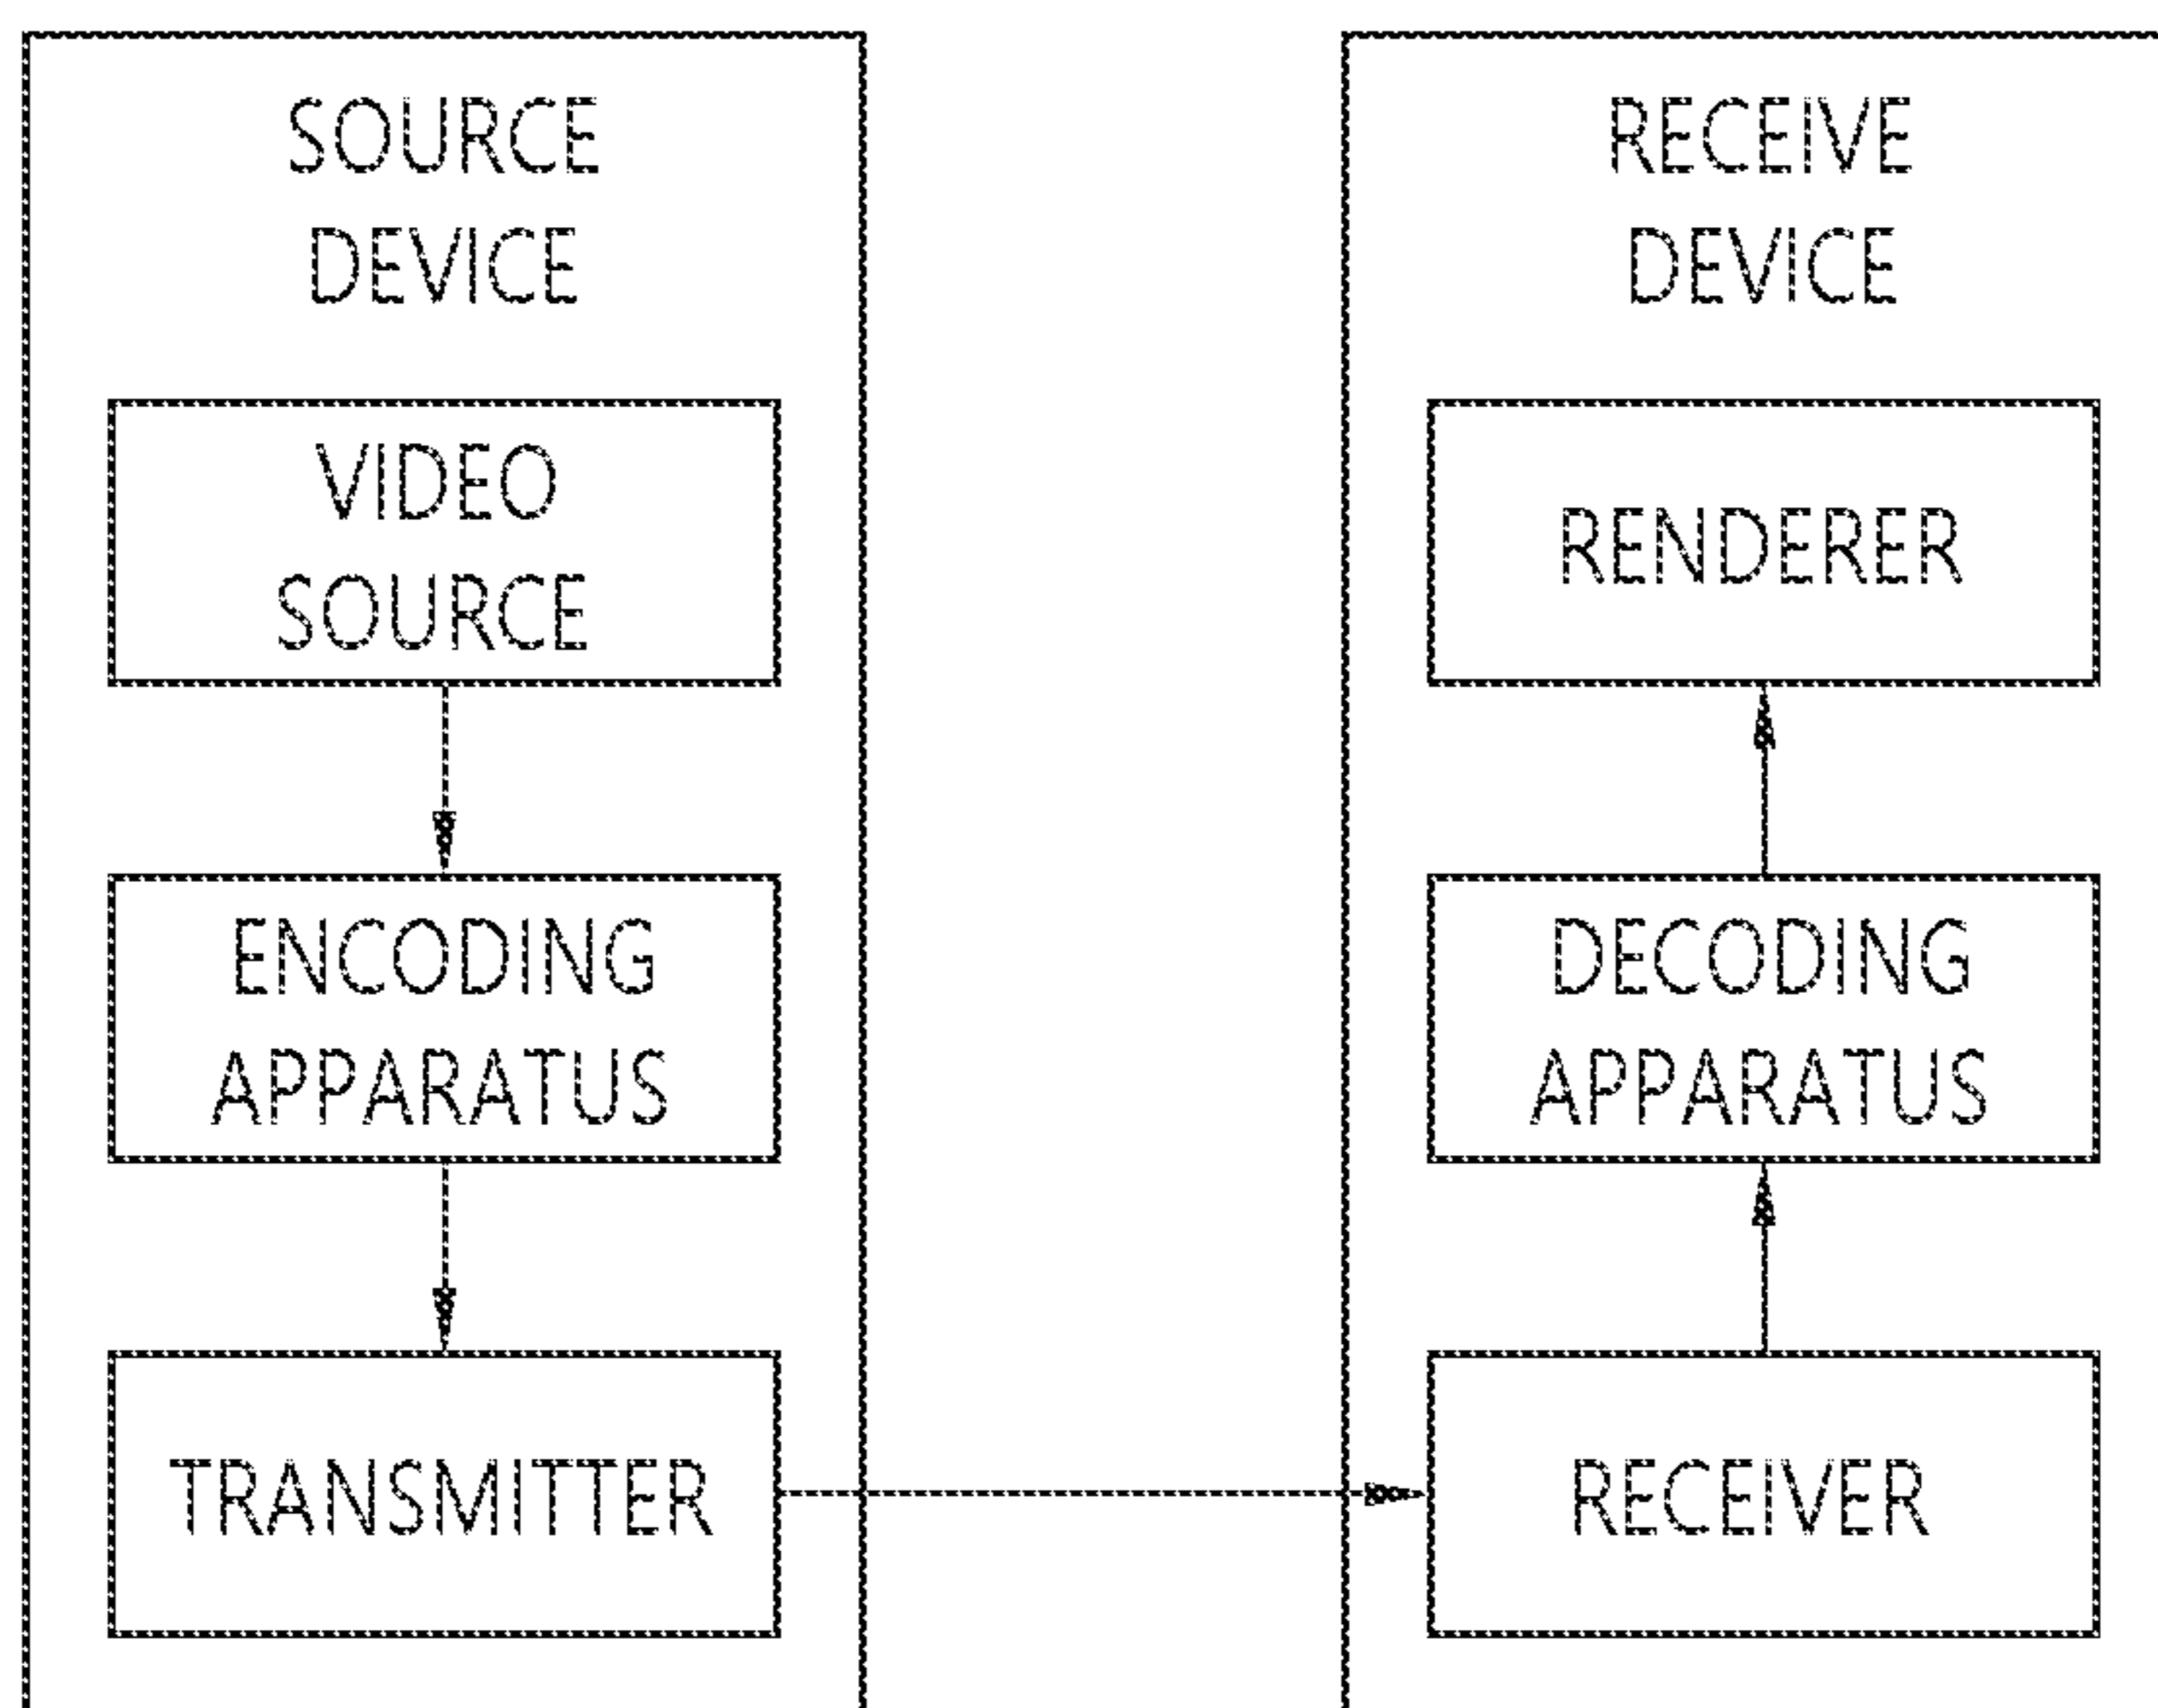 SOURCE
DEVICE
VIDEO
SOURCE
ENCODING
APPARATUS
TRANSMITTER
RECEIVE
DEVICE
RENDERER
DECODING
APPARATUS
RECEIVER